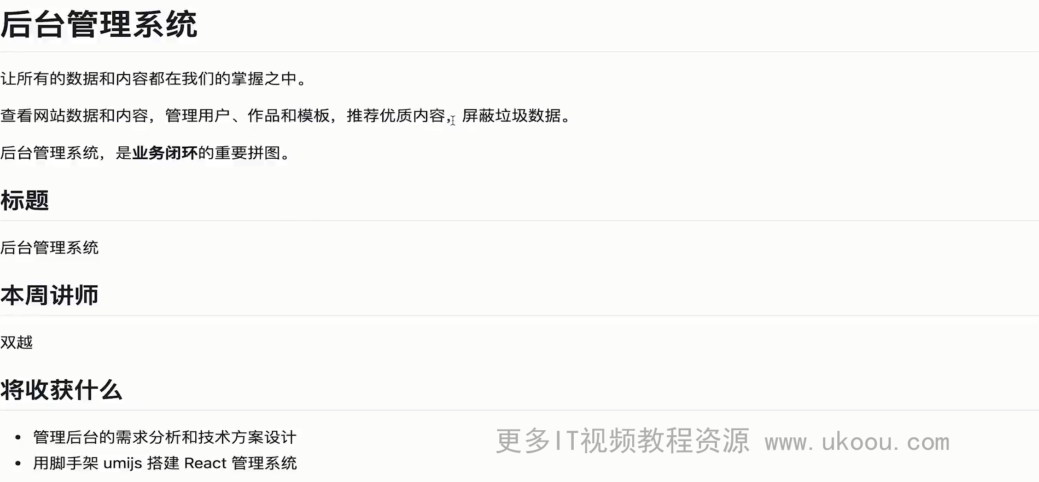 后台管理系统
让所有的数据和内容都在我们的掌握之中。
查看网站数据和内容，管理用户、作品和模板，推荐优质内容，屏蔽垃圾数据。
后台管理系统，是业务闭环的重要拼图。
标题
后台管理系统
本周讲师
双越
将收获什么
• 管理后台的需求分析和技术方案设计
• 用脚手架 umijs 搭建 React 管理系统
更多IT视频教程资源 www.ukoou.com